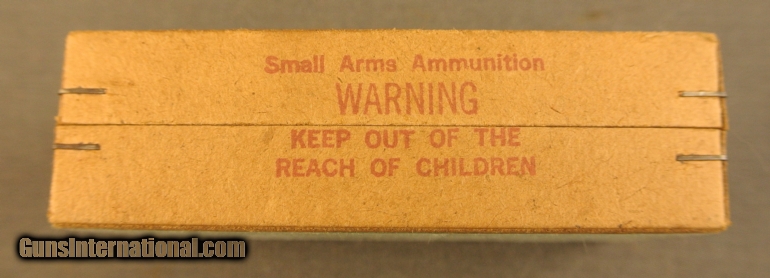 Small Arms Ammunition
WARNING
KEEP OUT OF THE
REACH OF CHILDREN
GunsInternational.com